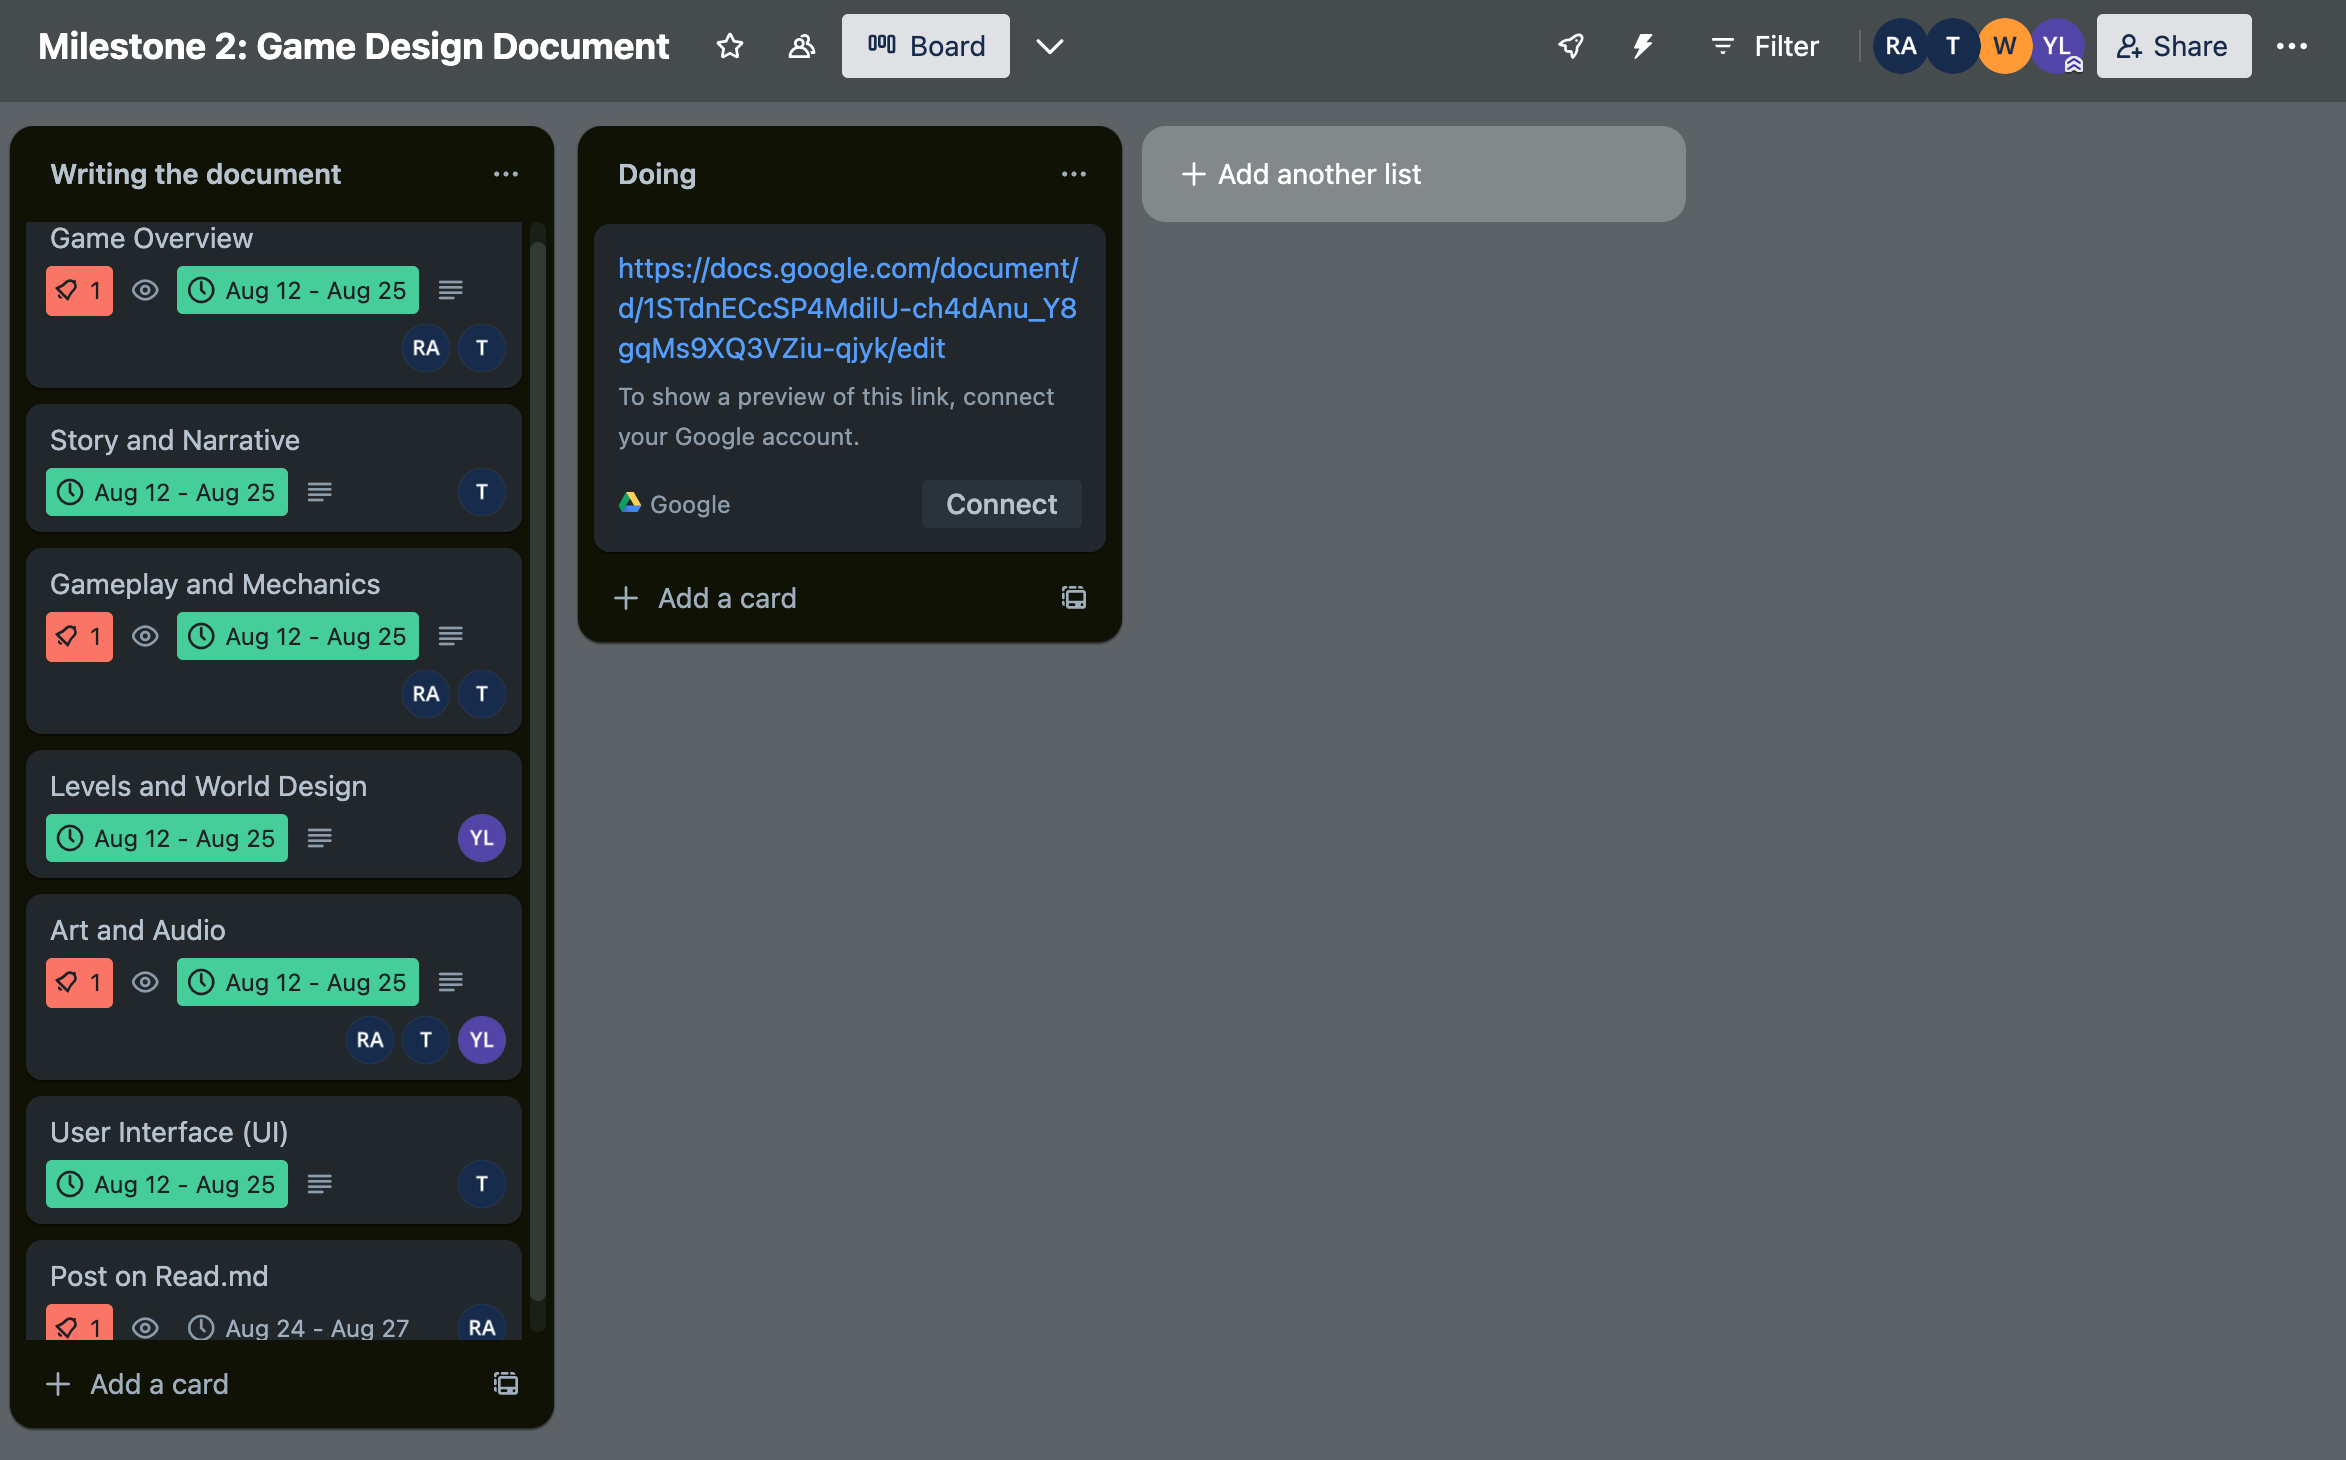 Milestone 2: Game Design Document
Board
Filter
RA
T
W
YL
Share
Writing the document
Game Overview
1
Aug 12 - Aug 25
RA
T
Story and Narrative
Aug 12 - Aug 25
T
Gameplay and Mechanics
1
Aug 12 - Aug 25
RA
T
Levels and World Design
Aug 12 - Aug 25
YL
Art and Audio
1
Aug 12 - Aug 25
RA
T
YL
User Interface (UI)
Aug 12 - Aug 25
T
Post on Read.md
1
Aug 24 - Aug 27
RA
+ Add a card
Doing
https://docs.google.com/document/
d/1STdnECcSP4MdilU-ch4dAnu_Y8
gqMs9XQ3VZiu-qjyk/edit
To show a preview of this link, connect
your Google account.
Google
Connect
+ Add a card
+ Add another list